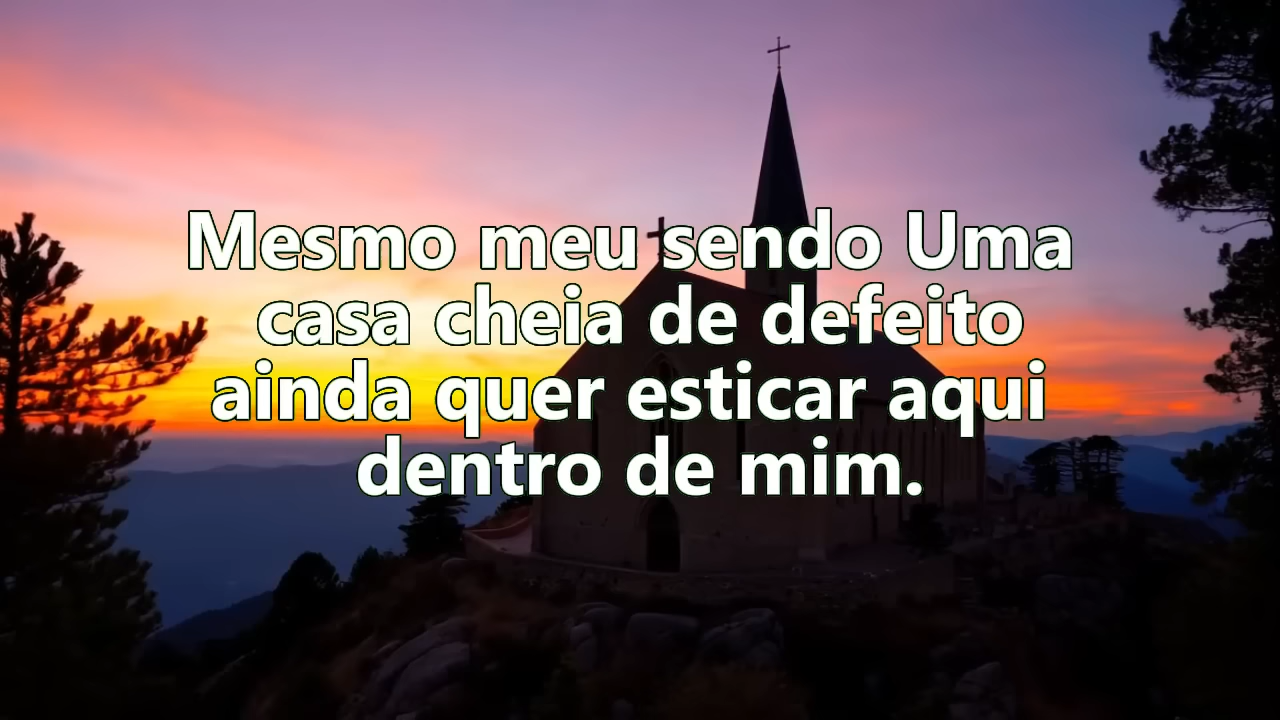 Mesmo meu sendo Uma
casa cheia de defeito
ainda quer esticar aqui
dentro de mim.